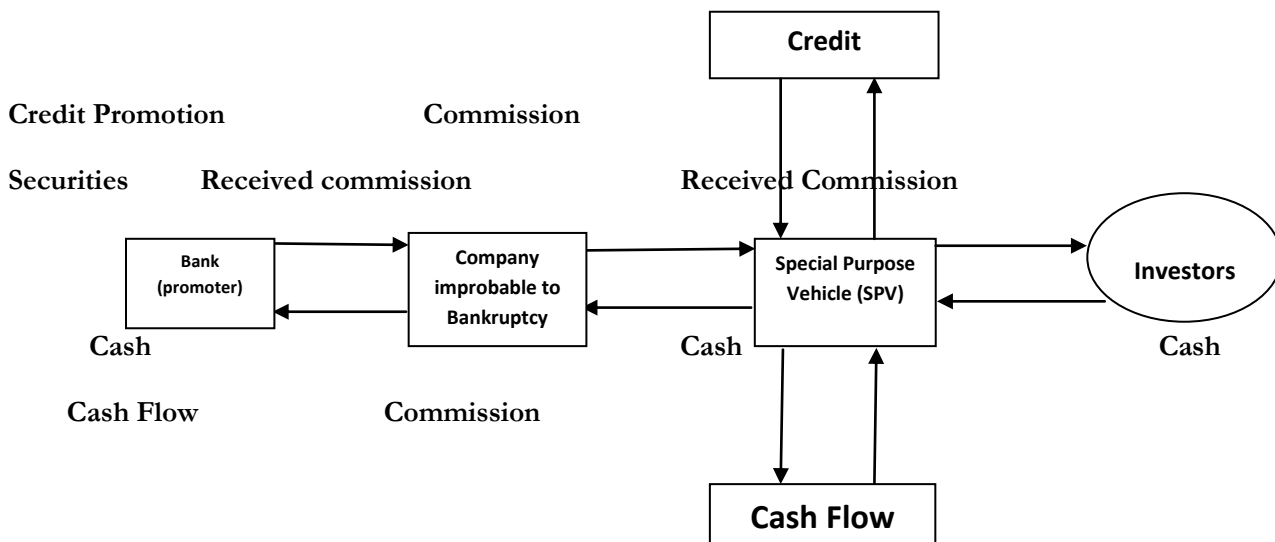 Credit
Credit Promotion
Commission
Securities
Received commission
Received Commission
Bank
(promoter)
Company
improbable to
Bankruptcy
Special Purpose
Vehicle (SPV)
Investors
Cash
Cash
Cash
Cash Flow
Commission
Cash Flow